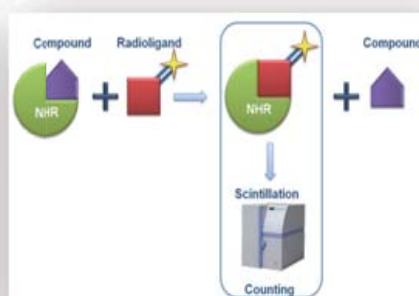 Compound Radioligand Compound
NHR
NHR
Scintillation
Counting